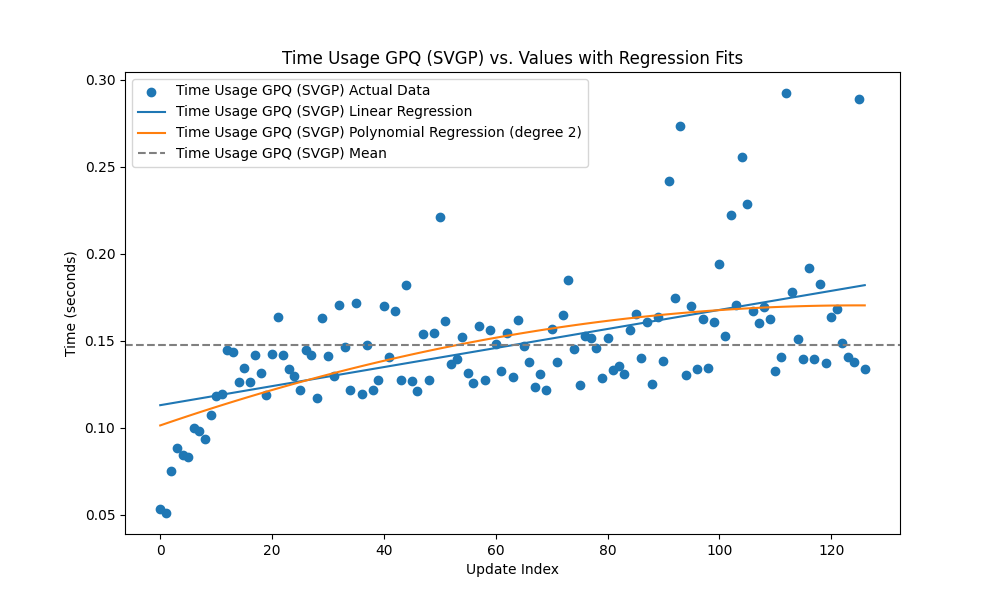 Time Usage GPQ (SVGP) vs. Values with Regression Fits
Time Usage GPQ (SVGP) Actual Data
Time Usage GPQ (SVGP) Linear Regression
Time Usage GPQ (SVGP) Polynomial Regression (degree 2)
Time Usage GPQ (SVGP) Mean
Time (seconds)
0.30
0.25
0.20
0.15
0.10
0.05
0
20
40
60
80
100
120
Update Index